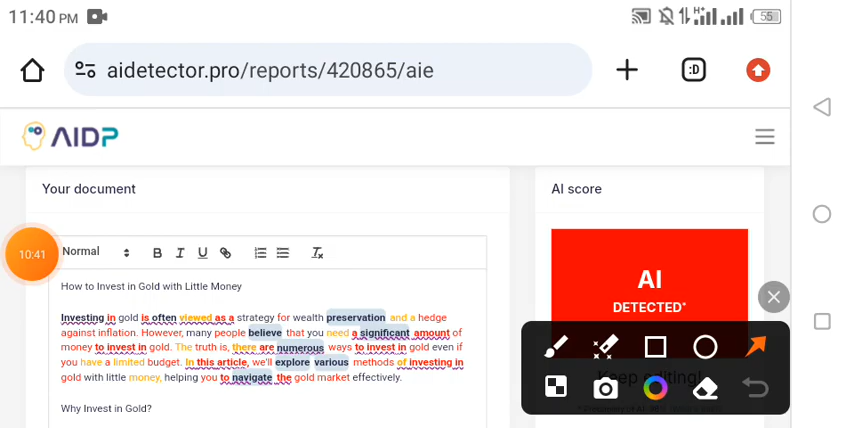 11:40 PM
H+
55
aidetector.pro/reports/420865/aie
:D
AIDP
Your document
AI score
Normal
B I U
10:41
How to Invest in Gold with Little Money
Investing in gold is often viewed as a strategy for wealth preservation and a hedge
against inflation. However, many people believe that you need a significant amount of
money to invest in gold. The truth is, there are numerous ways to invest in gold even if
you have a limited budget. In this article, we'll explore various methods of investing in
gold with little money, helping you to navigate the gold market effectively.
Why Invest in Gold?
AI
DETECTED*
Keep editing!